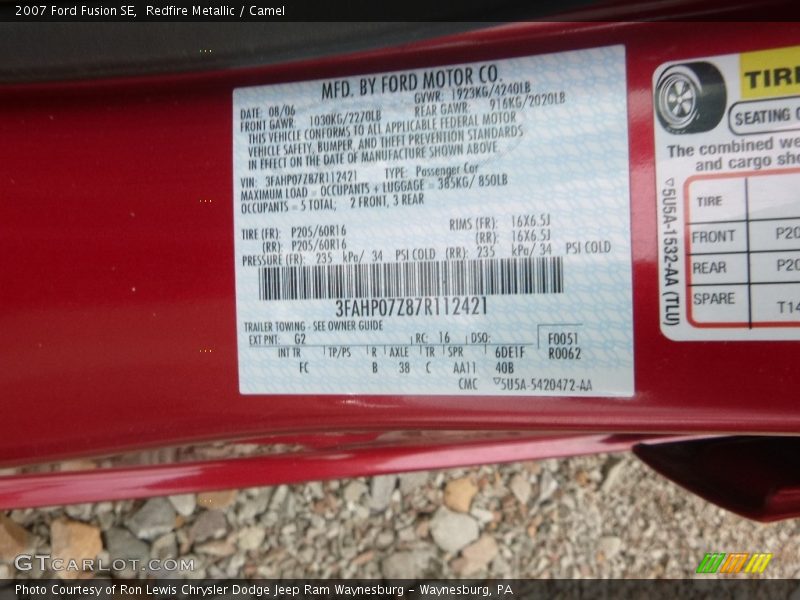 2007 Ford Fusion SE,  Redfire Metallic / Camel
MFD. BY FORD MOTOR CO.
DATE: 08/06 GVWR: 1923KG/4240LB
FRONT GAWR: 1030KG/2270LB REAR GAWR: 916KG/2020LB
THIS VEHICLE CONFORMS TO ALL APPLICABLE FEDERAL MOTOR
VEHICLE SAFETY, BUMPER, AND THEFT PREVENTION STANDARDS
IN EFFECT ON THE DATE OF MANUFACTURE SHOWN ABOVE.
VIN: 3FAHP07Z87R112421 TYPE: Passenger Car
MAXIMUM LOAD = OCCUPANTS + LUGGAGE = 385KG/ 850LB
OCCUPANTS = 5 TOTAL, 2 FRONT, 3 REAR
TIRE (FR): P205/60R16 RIMS (FR): 16X6.5J
(RR): P205/60R16 (RR): 16X6.5J
PRESSURE (FR): 235 kPa/ 34 PSI COLD (RR): 235 kPa/ 34 PSI COLD
3FAHP07Z87R112421
TRAILER TOWING - SEE OWNER GUIDE
EXT PNT: G2 RC: 16 DSO: F0051
INT TR TP/PS R AXLE TR SPR 6DE1F R0062
FC B 38 C AA11 40B
CMC ▽5U5A-5420472-AA
TIRE
SEATING
The combined we
and cargo sho
TIRE
FRONT P20
REAR P20
SPARE T14
▽5U5A-1532-AA (TLU)
GTCARLOT.COM
Photo Courtesy of Ron Lewis Chrysler Dodge Jeep Ram Waynesburg – Waynesburg, PA